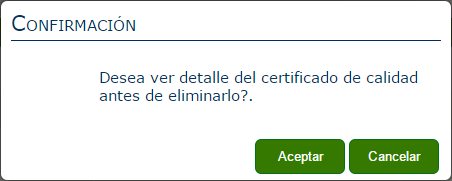 Confirmación
Desea ver detalle del certificado de calidad
antes de eliminarlo?.
Aceptar Cancelar